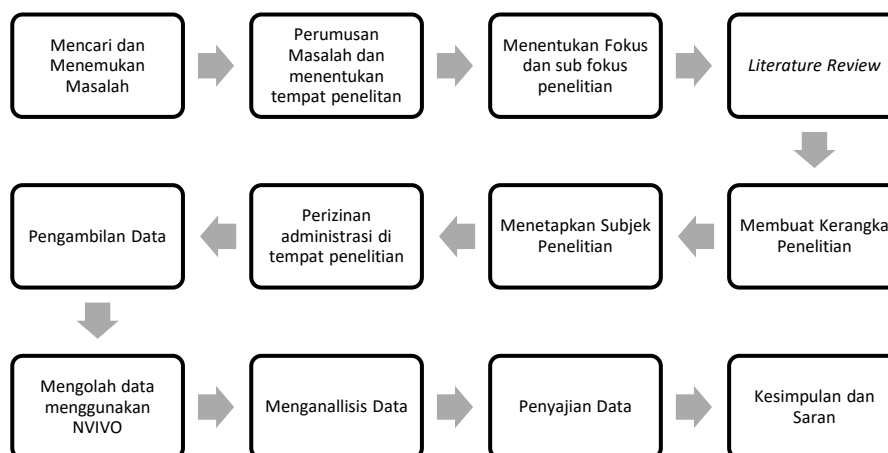 Mencari dan
Menemukan
Masalah
Perumusan
Masalah dan
menentukan
tempat penelitan
Menentukan Fokus
dan sub fokus
penelitian
Literature Review
Membuat Kerangka
Penelitian
Menetapkan Subjek
Penelitian
Perizinan
administrasi di
tempat penelitian
Pengambilan Data
Mengolah data
menggunakan
NVIVO
Menganallisis Data
Penyajian Data
Kesimpulan dan
Saran